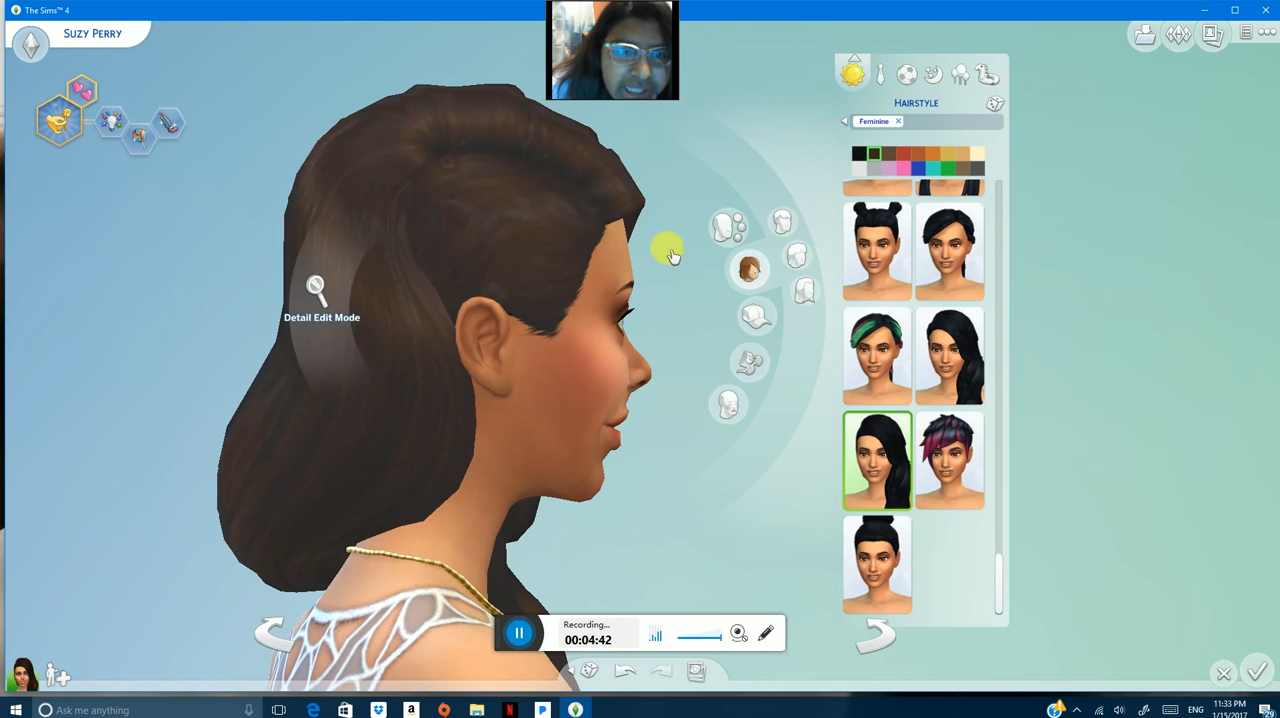 The Sims™ 4
SUZY PERRY
HAIRSTYLE
Feminine
Detail Edit Mode
Recording...
00:04:42
Ask me anything
ENG
11:33 PM
1/15/2017